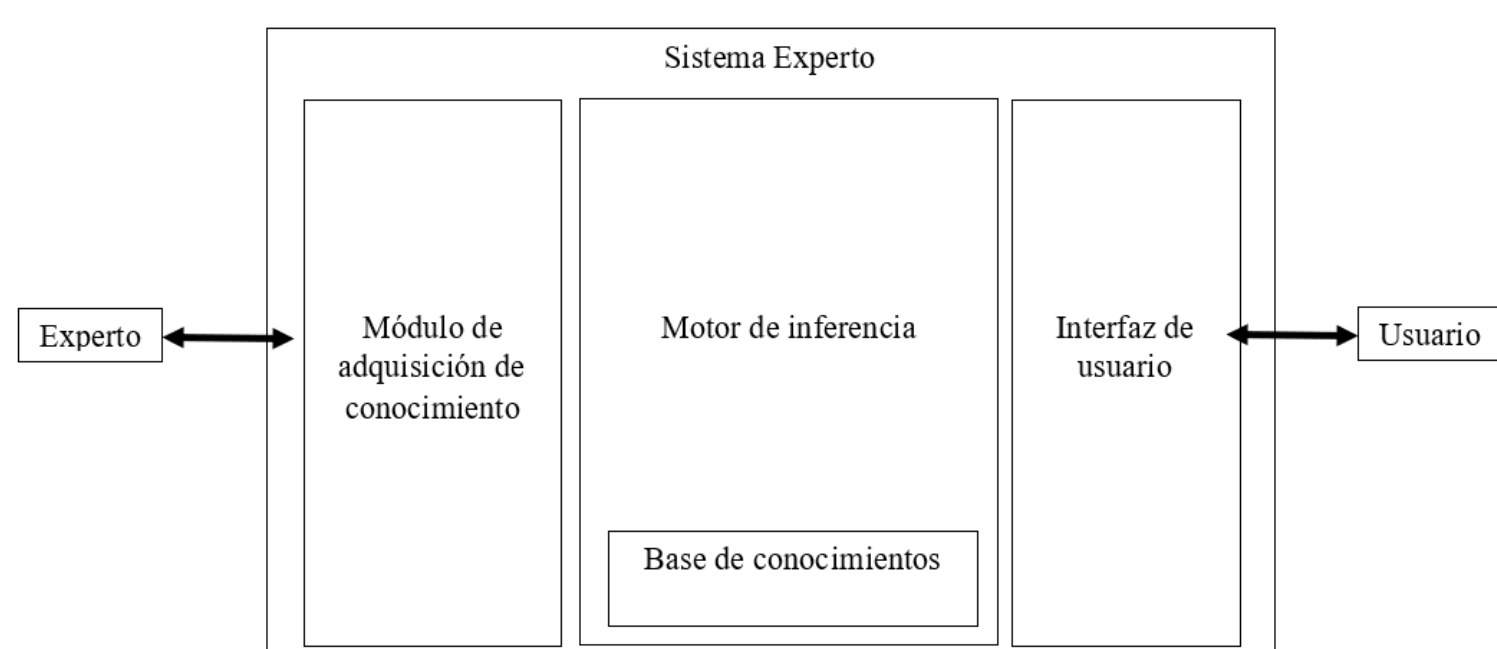 Sistema Experto
Experto
Módulo de
adquisición de
conocimiento
Motor de inferencia
Base de conocimientos
Interfaz de
usuario
Usuario